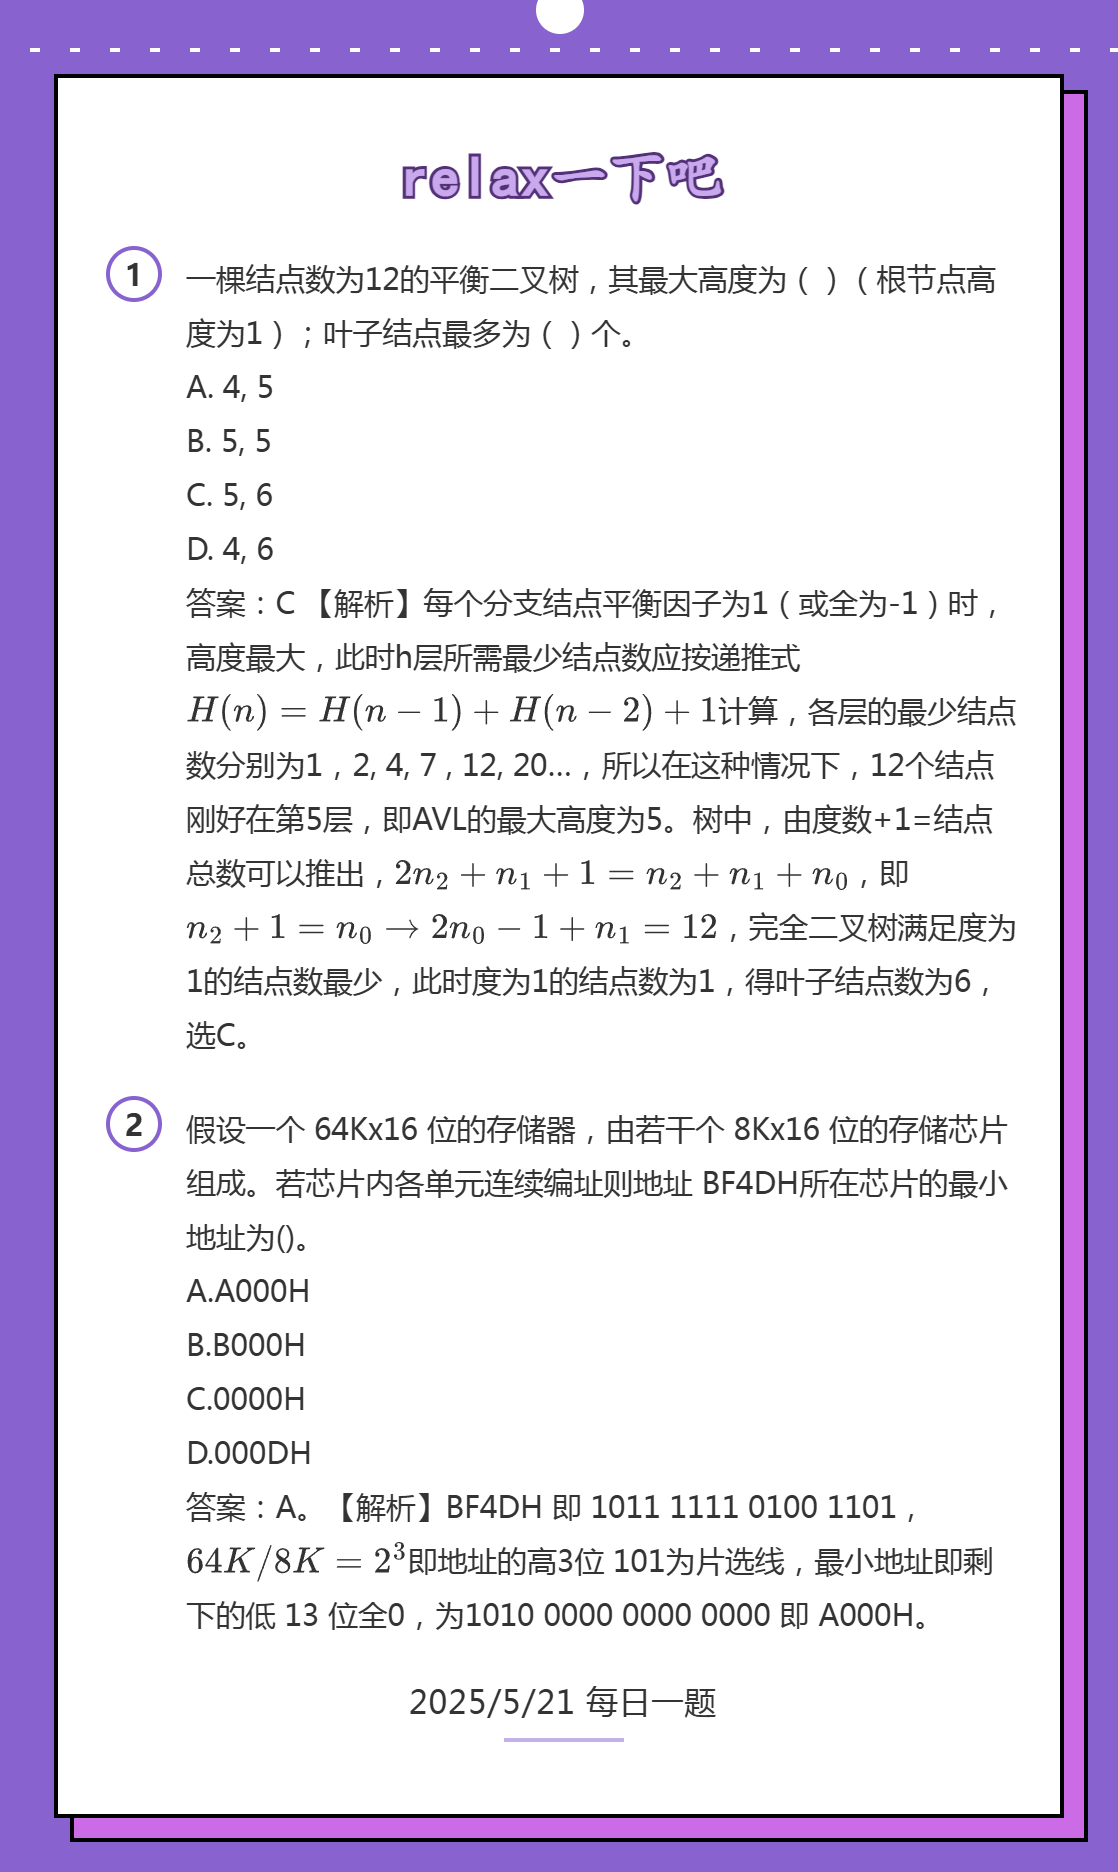 relax一下吧
1 一棵结点数为12的平衡二叉树，其最大高度为（ ）（根节点高
度为1）；叶子结点最多为（ ）个。
A. 4, 5
B. 5, 5
C. 5, 6
D. 4, 6
答案：C 【解析】每个分支结点平衡因子为1（或全为-1）时，
高度最大，此时h层所需最少结点数应按递推式
H(n) = H(n − 1) + H(n − 2) + 1计算，各层的最少结点
数分别为1，2, 4, 7 , 12, 20...，所以在这种情况下，12个结点
刚好在第5层，即AVL的最大高度为5。树中，由度数+1=结点
总数可以推出，2n₂ + n₁ + 1 = n₂ + n₁ + n₀，即
n₂ + 1 = n₀ → 2n₀ − 1 + n₁ = 12，完全二叉树满足度为
1的结点数最少，此时度为1的结点数为1，得叶子结点数为6，
选C。
2 假设一个 64Kx16 位的存储器，由若干个 8Kx16 位的存储芯片
组成。若芯片内各单元连续编址则地址 BF4DH所在芯片的最小
地址为()。
A.A000H
B.B000H
C.0000H
D.000DH
答案：A。【解析】BF4DH 即 1011 1111 0100 1101，
64K/8K = 2³即地址的高3位 101为片选线，最小地址即剩
下的低 13 位全0，为1010 0000 0000 0000 即 A000H。
2025/5/21 每日一题